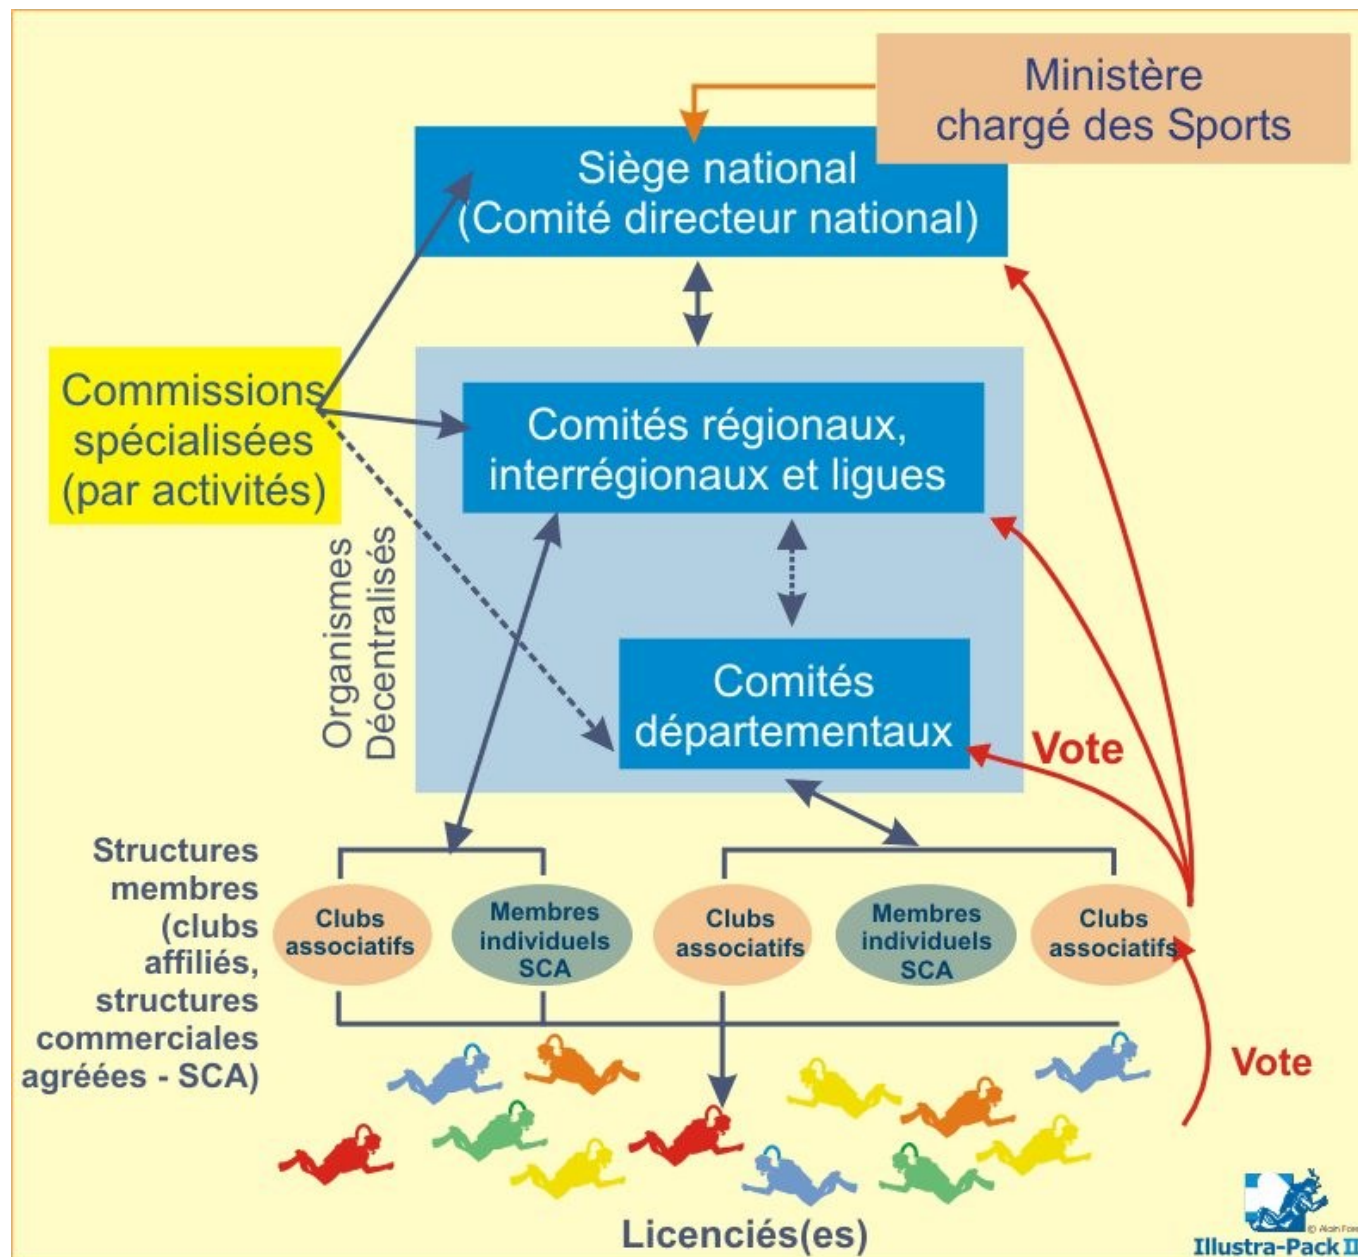 Ministère
chargé des Sports
Siège national
(Comité directeur national)
Commissions
spécialisées
(par activités)
Comités régionaux,
interrégionaux et ligues
Organismes
Décentralisés
Comités
départementaux
Vote
Structures
membres
(clubs
affiliés,
structures
commerciales
agréées - SCA)
Clubs
associatifs
Membres
individuels
SCA
Clubs
associatifs
Membres
individuels
SCA
Clubs
associatifs
Vote
Licenciés(es)
© Alain
Illustra-Pack II